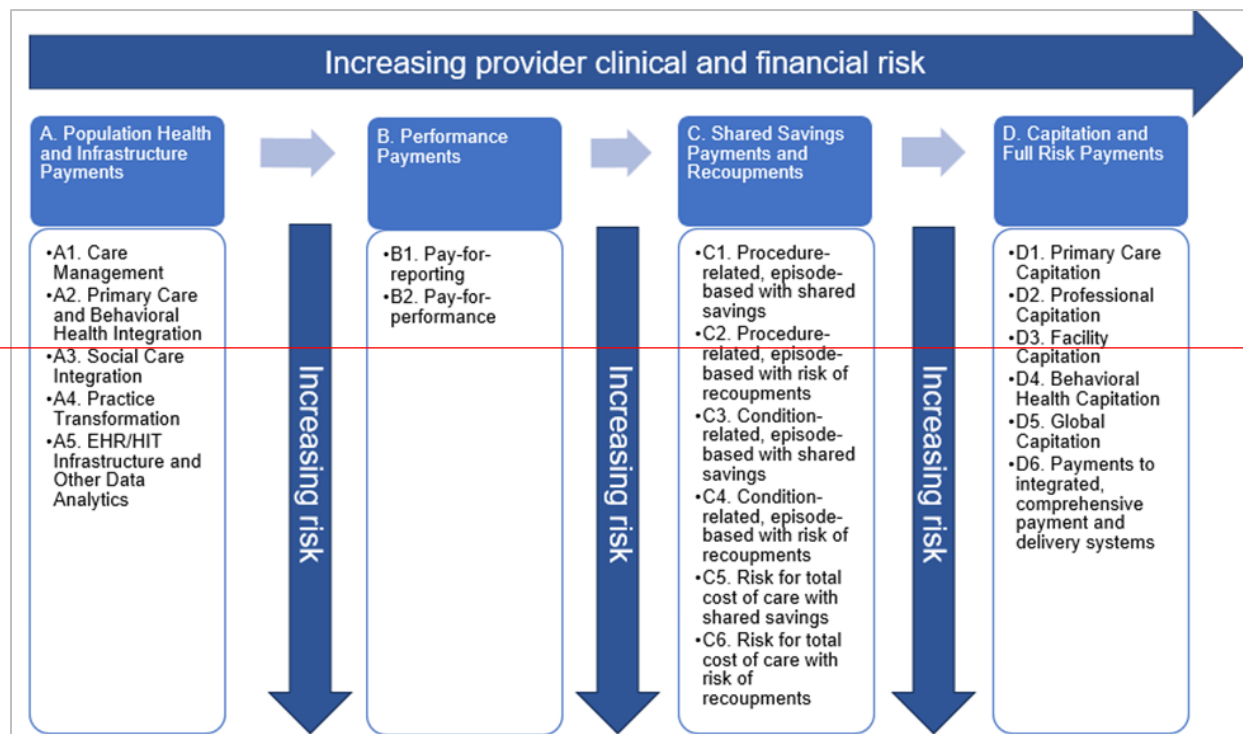 Increasing provider clinical and financial risk
A. Population Health
and Infrastructure
Payments
•A1. Care
Management
•A2. Primary Care
and Behavioral
Health Integration
•A3. Social Care
Integration
•A4. Practice
Transformation
•A5. EHR/HIT
Infrastructure and
Other Data
Analytics
Increasing risk
B. Performance
Payments
•B1. Pay-for-
reporting
•B2. Pay-for-
performance
Increasing risk
C. Shared Savings
Payments and
Recoupments
•C1. Procedure-
related, episode-
based with shared
savings
•C2. Procedure-
related, episode-
based with risk of
recoupments
•C3. Condition-
related, episode-
based with shared
savings
•C4. Condition-
related, episode-
based with risk of
recoupments
•C5. Risk for total
cost of care with
shared savings
•C6. Risk for total
cost of care with
risk of
recoupments
Increasing risk
D. Capitation and
Full Risk Payments
•D1. Primary Care
Capitation
•D2. Professional
Capitation
•D3. Facility
Capitation
•D4. Behavioral
Health Capitation
•D5. Global
Capitation
•D6. Payments to
integrated,
comprehensive
payment and
delivery systems